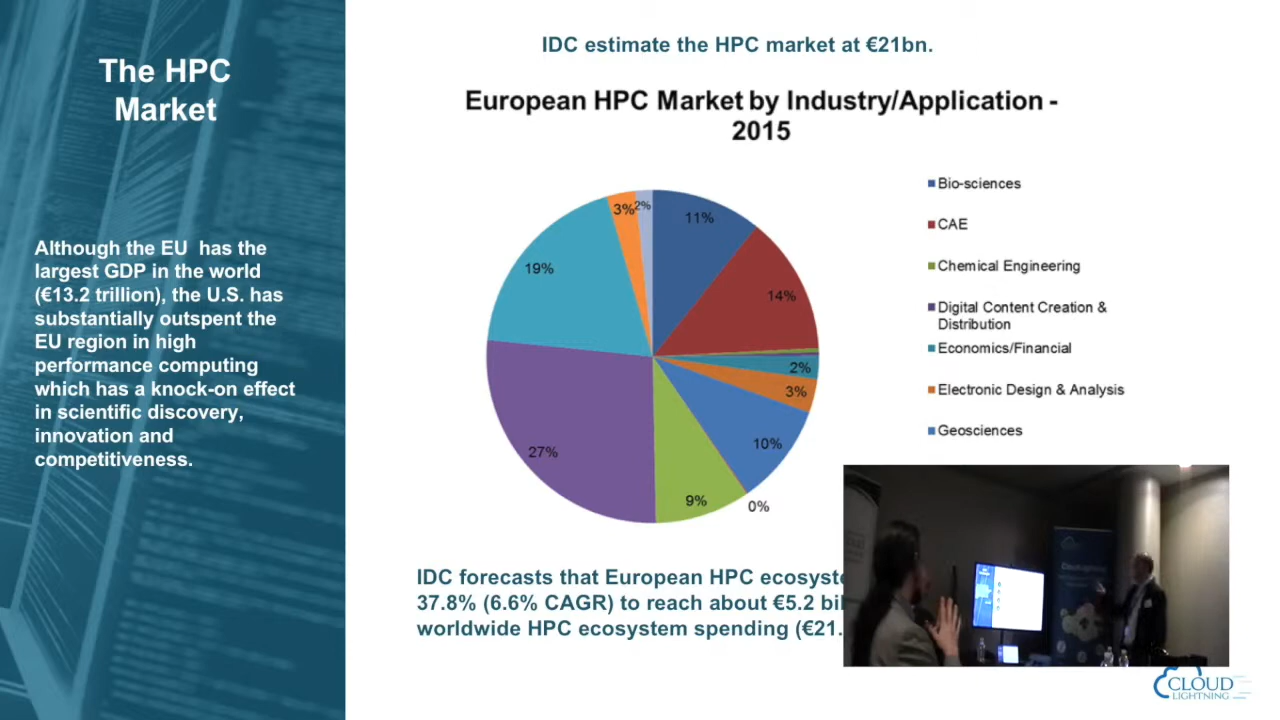 The HPC
Market
Although the EU has the
largest GDP in the world
(€13.2 trillion), the U.S. has
substantially outspent the
EU region in high
performance computing
which has a knock-on effect
in scientific discovery,
innovation and
competitiveness.
IDC estimate the HPC market at €21bn.
European HPC Market by Industry/Application -
2015
3%
2%
11%
19%
14%
2%
3%
27%
10%
9%
0%
Bio-sciences
CAE
Chemical Engineering
Digital Content Creation &
Distribution
Economics/Financial
Electronic Design & Analysis
Geosciences
IDC forecasts that European HPC
37.8% (6.6% CAGR) to reach about €5.2
worldwide HPC ecosystem spending (€21.
CLOUD
LIGHTNING